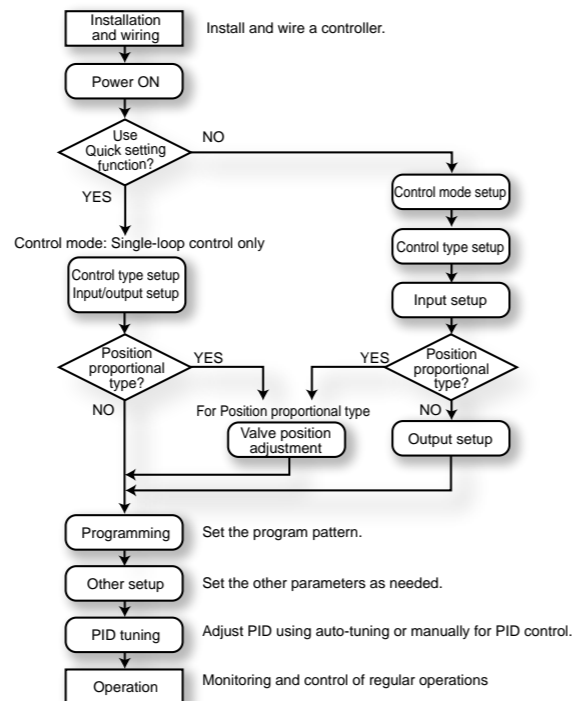 Installation
and wiring
Install and wire a controller.
Power ON
Use
Quick setting
function?
NO
YES
Control mode setup
Control mode: Single-loop control only
Control type setup
Control type setup
Input/output setup
Input setup
Position
proportional
type?
YES
YES
Position
proportional
type?
NO
For Position proportional type
NO
Valve position
adjustment
Output setup
Programming
Set the program pattern.
Other setup
Set the other parameters as needed.
PID tuning
Adjust PID using auto-tuning or manually for PID control.
Operation
Monitoring and control of regular operations